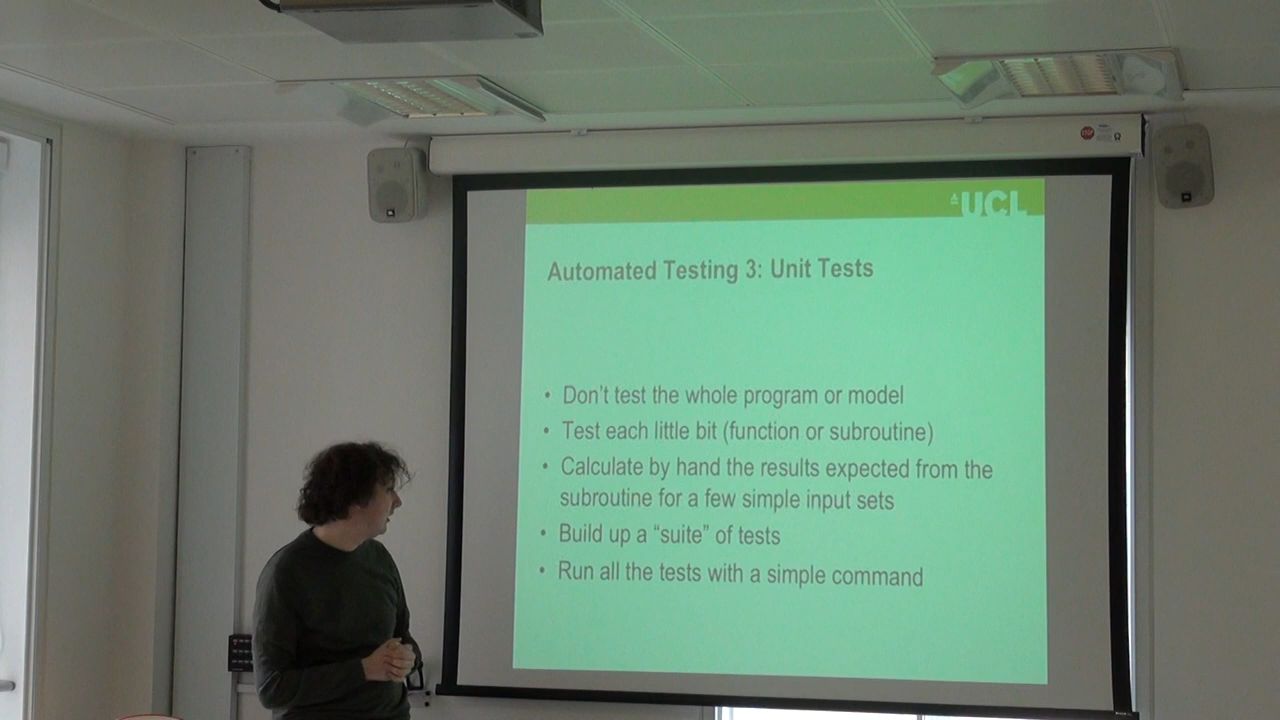 UCL
Automated Testing 3: Unit Tests
• Don't test the whole program or model
• Test each little bit (function or subroutine)
• Calculate by hand the results expected from the
subroutine for a few simple input sets
• Build up a “suite” of tests
• Run all the tests with a simple command